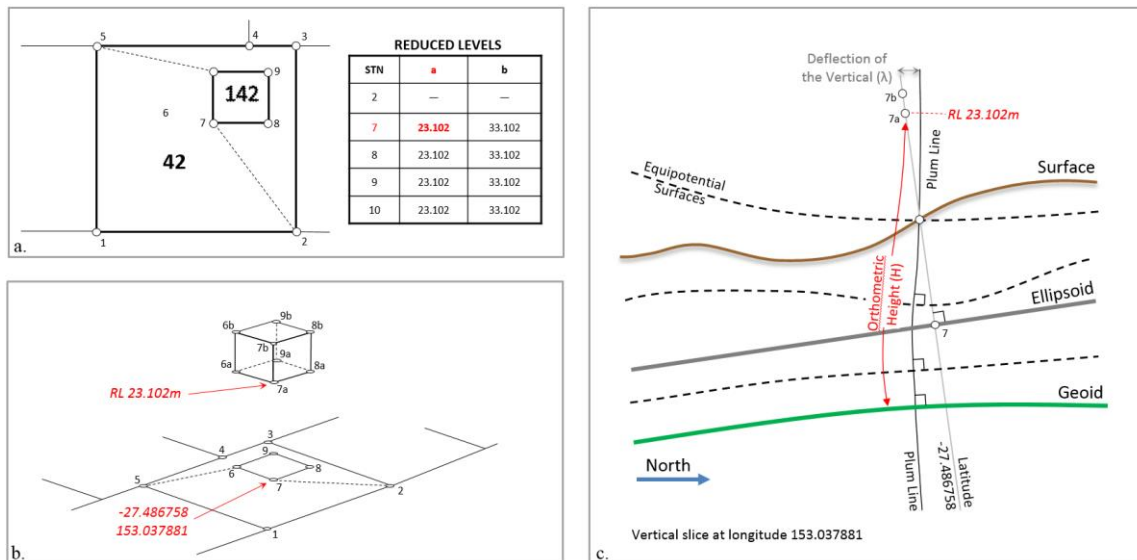 5
4
3
9
142
6
7
8
42
1
2
a.
REDUCED LEVELS
STN a b
2 — —
7 23.102 33.102
8 23.102 33.102
9 23.102 33.102
10 23.102 33.102
9b
6b
8b
7b
9a
6a
8a
7a
RL 23.102m
3
4
9
6
8
5
7
2
-27.486758
153.037881
1
b.
Deflection of
the Vertical (λ)
7b
7a
RL 23.102m
Plum Line
Equipotential
Surfaces
Surface
Orthometric
Height (H)
Ellipsoid
7
Geoid
North
Plum Line
Latitude
-27.486758
Vertical slice at longitude 153.037881
c.